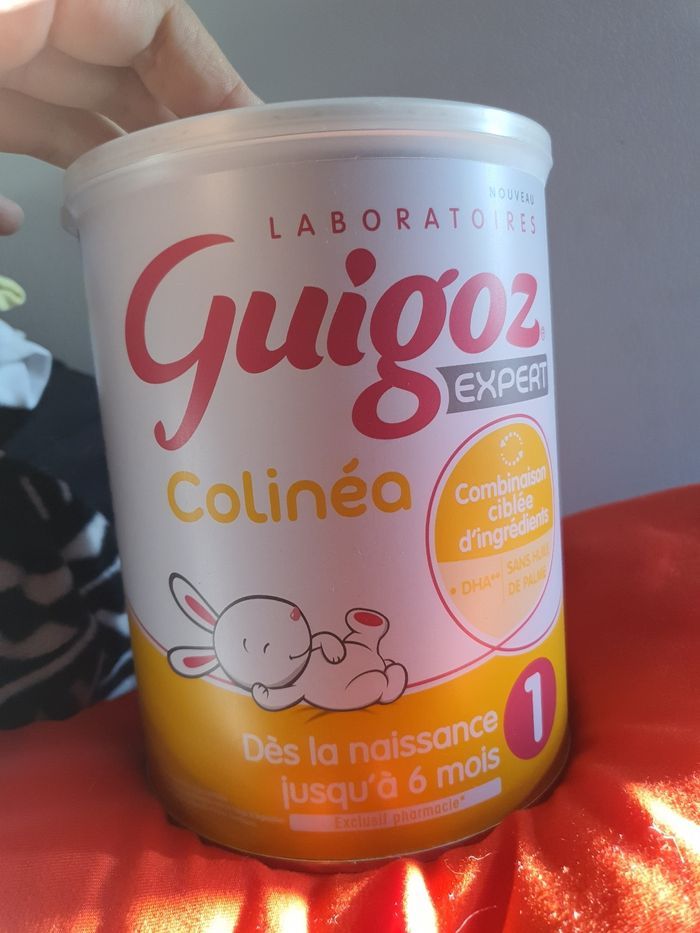 NOUVEAU
LABORATOIRES
Guigoz®
EXPERT
Colinéa
Combinaison
ciblée
d'ingrédients
• DHA**
SANS HUILE
DE PALME
1
Dès la naissance
jusqu'à 6 mois
Exclusif pharmacie*